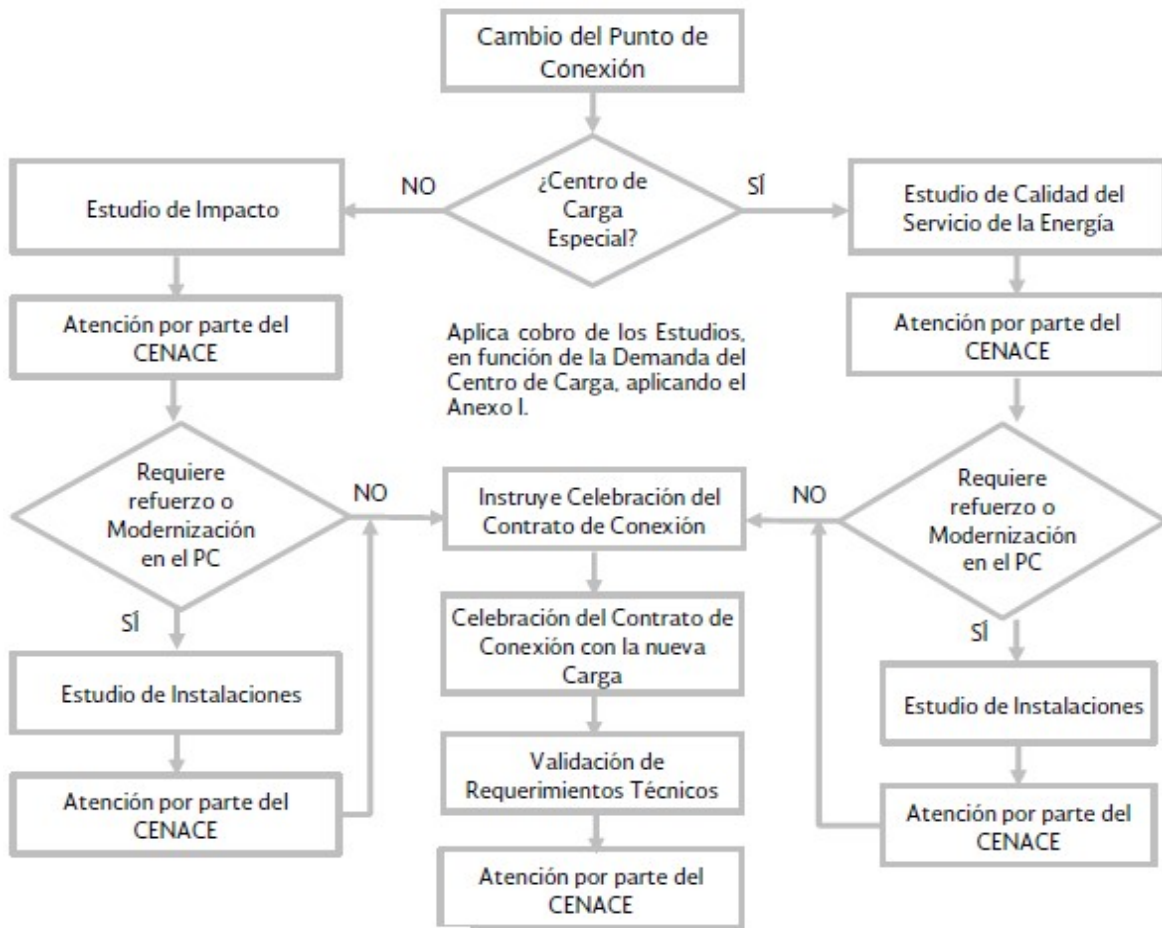 Cambio del Punto de
Conexión
NO
¿Centro de
Carga
Especial?
SÍ
Estudio de Impacto
Estudio de Calidad del
Servicio de la Energía
Atención por parte del
CENACE
Aplica cobro de los Estudios,
en función de la Demanda del
Centro de Carga, aplicando el
Anexo I.
Atención por parte del
CENACE
Requiere
refuerzo o
Modernización
en el PC
NO
Instruye Celebración del
Contrato de Conexión
NO
Requiere
refuerzo o
Modernización
en el PC
SÍ
Celebración del Contrato de
Conexión con la nueva
Carga
SÍ
Estudio de Instalaciones
Estudio de Instalaciones
Validación de
Requerimientos Técnicos
Atención por parte del
CENACE
Atención por parte del
CENACE
Atención por parte del
CENACE